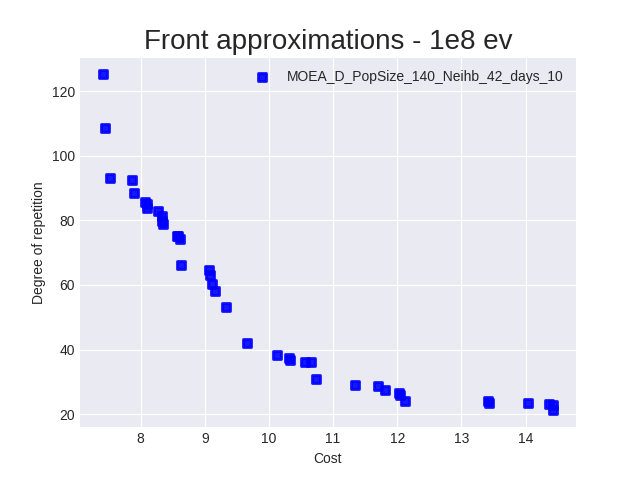 Front approximations - 1e8 ev
MOEA_D_PopSize_140_Neihb_42_days_10
Degree of repetition
120
100
80
60
40
20
8 9 10 11 12 13 14
Cost